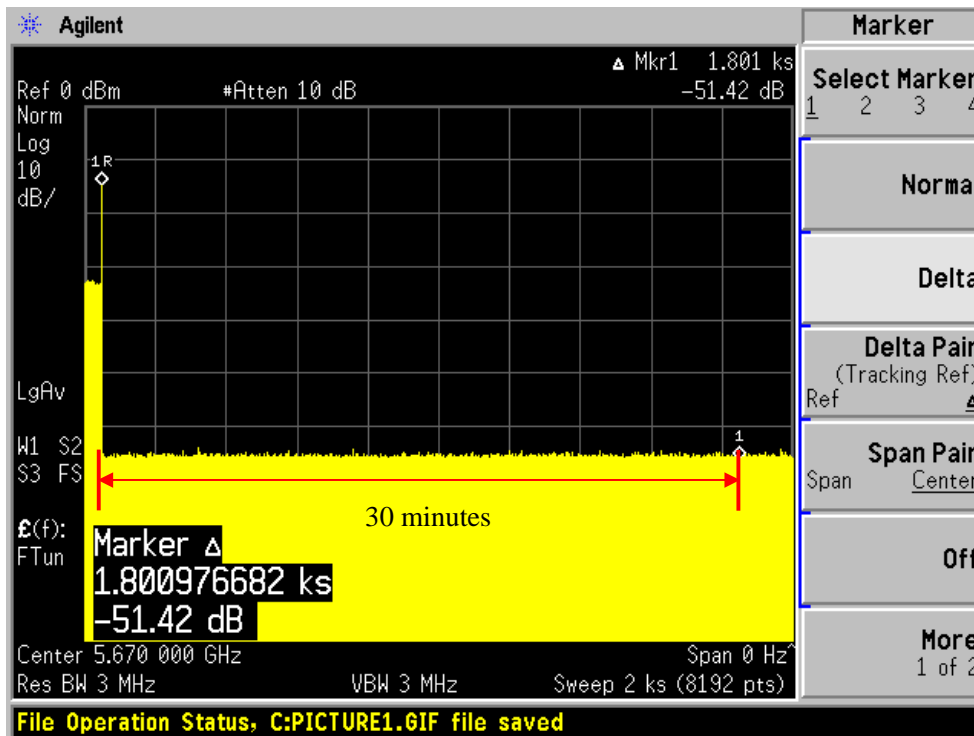 Agilent
Marker
Δ Mkr1 1.801 ks
Ref 0 dBm #Atten 10 dB -51.42 dB
Norm
Log
10
dB/
1R
LgAv
W1 S2
S3 FS
£(f):
FTun
1
30 minutes
Marker Δ
1.800976682 ks
-51.42 dB
Center 5.670 000 GHz Span 0 Hz^
Res BW 3 MHz VBW 3 MHz Sweep 2 ks (8192 pts)
File Operation Status, C:PICTURE1.GIF file saved
Select Marker
1 2 3 4
Norma
Delta
Delta Pair
(Tracking Ref)
Ref Δ
Span Pair
Span Center
Off
More
1 of 2